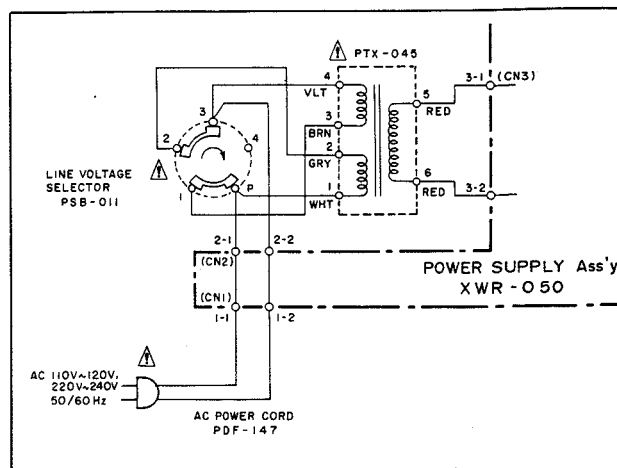 PTX-045
4
VLT
3
BRN
2
GRY
1
WHT
5
RED
6
RED
3-1 (CN3)
3-2
3
2
4
1
P
LINE VOLTAGE
SELECTOR
PSB-011
2-1
2-2
(CN2)
(CN1)
1-1
1-2
POWER SUPPLY Ass'y
XWR-050
AC 110V~120V,
220V~240V
50/60 Hz
AC POWER CORD
PDF-147